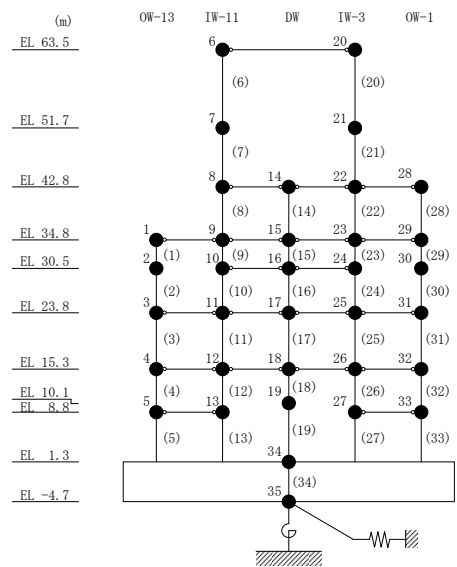 (m) OW-13 IW-11 DW IW-3 OW-1
EL 63.5 6 20
(6) (20)
EL 51.7 7 21
(7) (21)
EL 42.8 8 14 22 28
(8) (14) (22) (28)
EL 34.8 1 9 15 23 29
(1) (9) (15) (23) (29)
EL 30.5 2 10 16 24 30
(2) (10) (16) (24) (30)
EL 23.8 3 11 17 25 31
(3) (11) (17) (25) (31)
EL 15.3 4 12 18 26 32
(4) (12) (18) (26) (32)
EL 10.1 19
EL 8.8 5 13 27 33
(5) (13) (19) (27) (33)
EL 1.3 34
(34)
EL -4.7 35